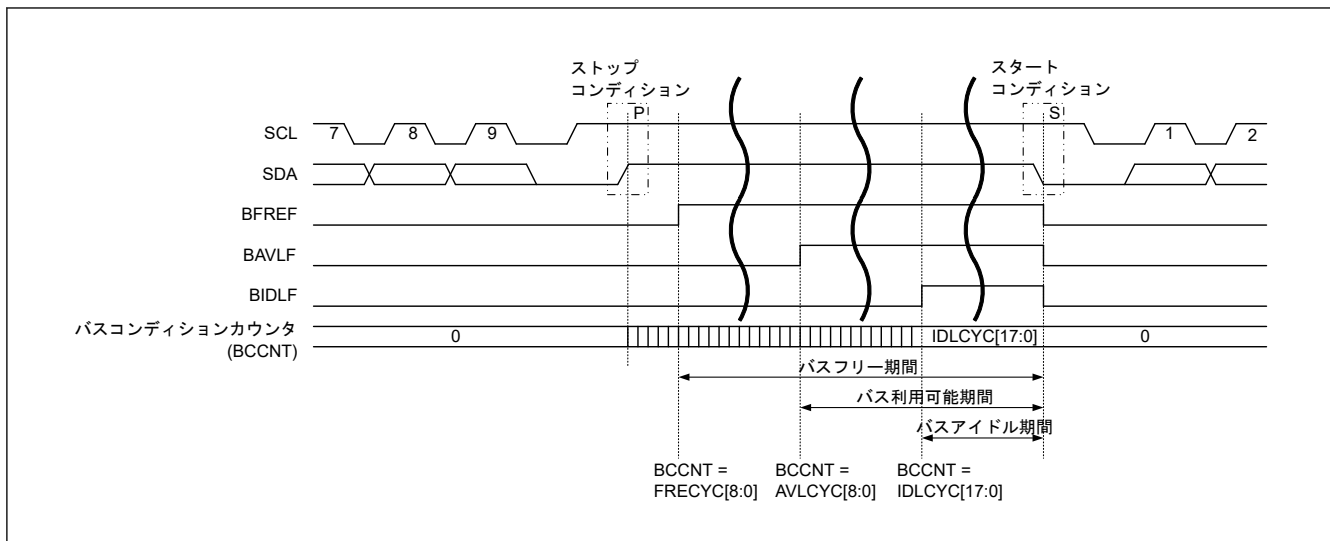 ストップ
コンディション
スタート
コンディション
P
S
SCL
7
8
9
1
2
SDA
BFREF
BAVLF
BIDLF
バスコンディションカウンタ
(BCCNT)
0
IDLCYC[17:0]
0
バスフリー期間
バス利用可能期間
バスアイドル期間
BCCNT =
FRECYC[8:0]
BCCNT =
AVLCYC[8:0]
BCCNT =
IDLCYC[17:0]